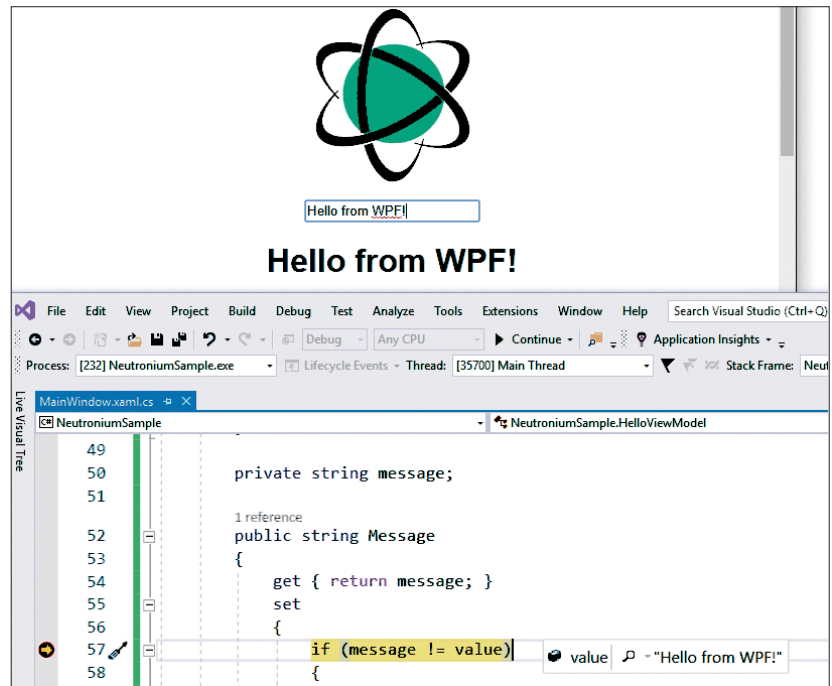 Hello from WPF!
Hello from WPF!
File Edit View Project Build Debug Test Analyze Tools Extensions Window Help Search Visual Studio (Ctrl+Q)
Debug Any CPU Continue Application Insights
Process: [232] NeutroniumSample.exe Lifecycle Events Thread: [35700] Main Thread Stack Frame: Neut
Live Visual Tree
MainWindow.xaml.cs
C# NeutroniumSample NeutroniumSample.HelloViewModel
49
50 private string message;
51
1 reference
52 public string Message
53 {
54 get { return message; }
55 set
56 {
57 if (message != value) value "Hello from WPF!"
58 {